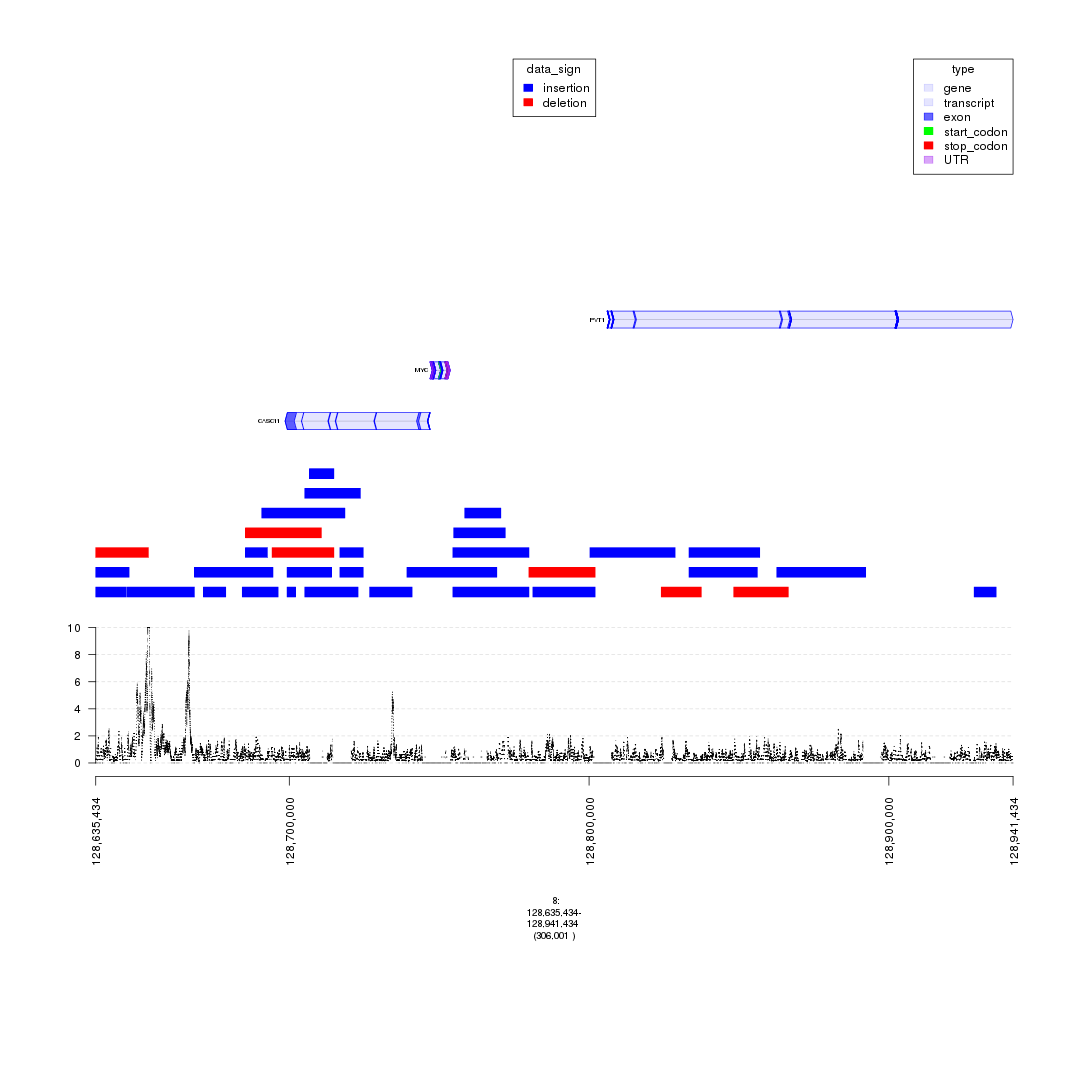 data_sign
insertion
deletion
type
gene
transcript
exon
start_codon
stop_codon
UTR
PVT1
MYC
CASC11
10
8
6
4
2
0
128,635,434
128,700,000
128,800,000
128,900,000
128,941,434
8:
128,635,434-
128,941,434
(306,001 )